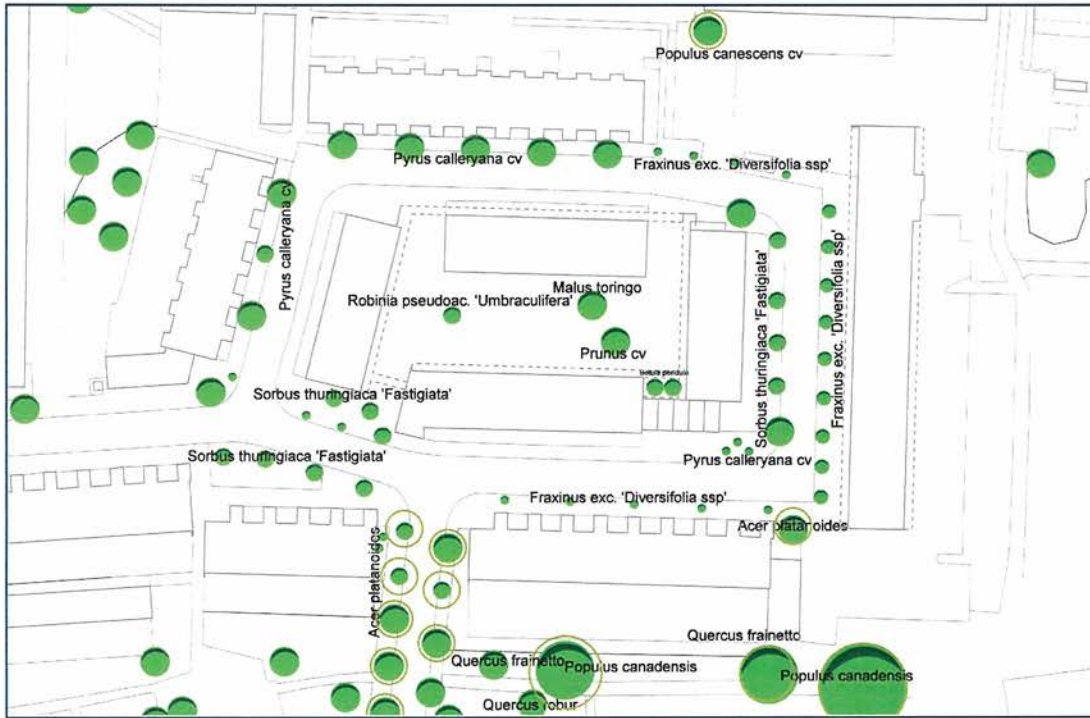 Populus canescens cv
Pyrus calleryana cv
Fraxinus exc. 'Diversifolia ssp'
Pyrus calleryana cv
Malus toringo
Robinia pseudoac. 'Umbraculifera'
Prunus cv
Sorbus thuringiaca 'Fastigiata'
Fraxinus exc. 'Diversifolia ssp'
Sorbus thuringiaca 'Fastigiata'
Sorbus thuringiaca 'Fastigiata'
Pyrus calleryana cv
Fraxinus exc. 'Diversifolia ssp'
Acer platanoides
Acer platanoides
Quercus frainetto
Quercus frainetto
Populus canadensis
Populus canadensis
Quercus robur